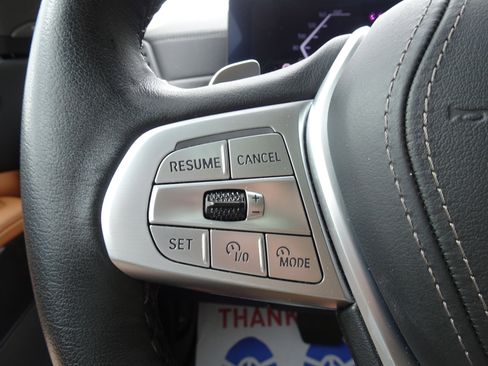 RESUME CANCEL
+
-
SET I/O MODE
THANK